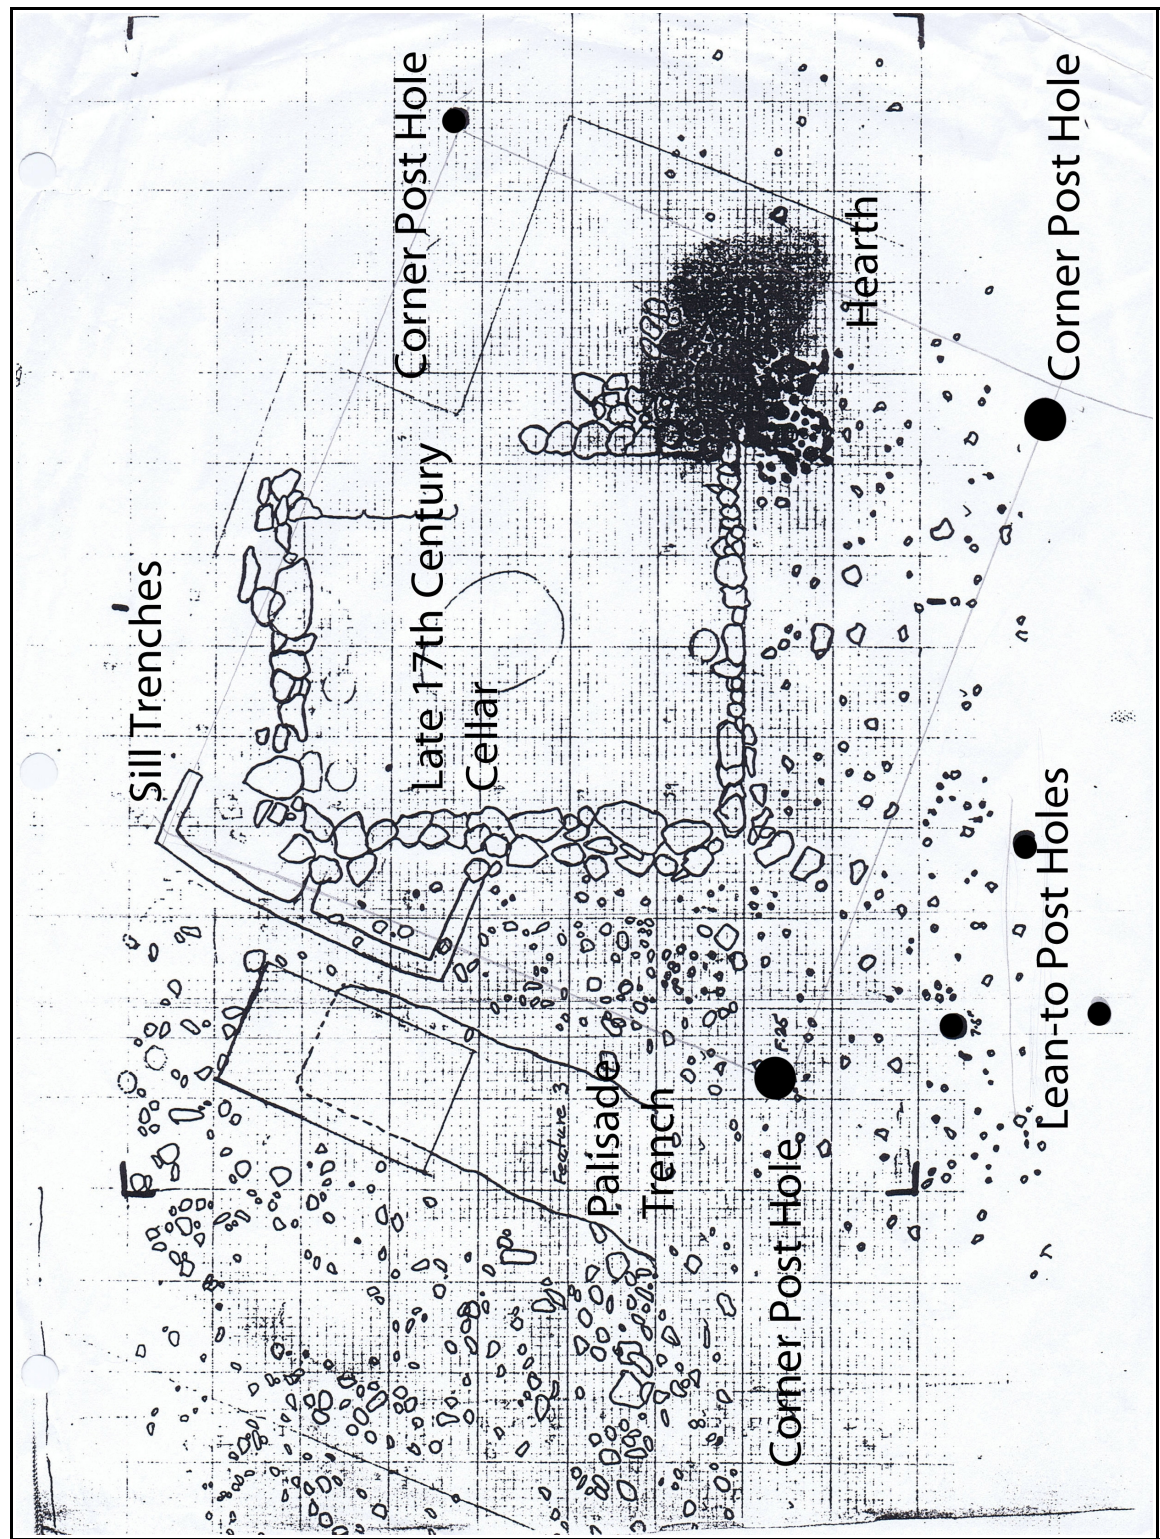 Sill Trenches
Corner Post Hole
Late 17th Century
Cellar
Hearth
Corner Post Hole
Feature 3
Palisade
Trench
F25
Corner Post Hole
Lean-to Post Holes